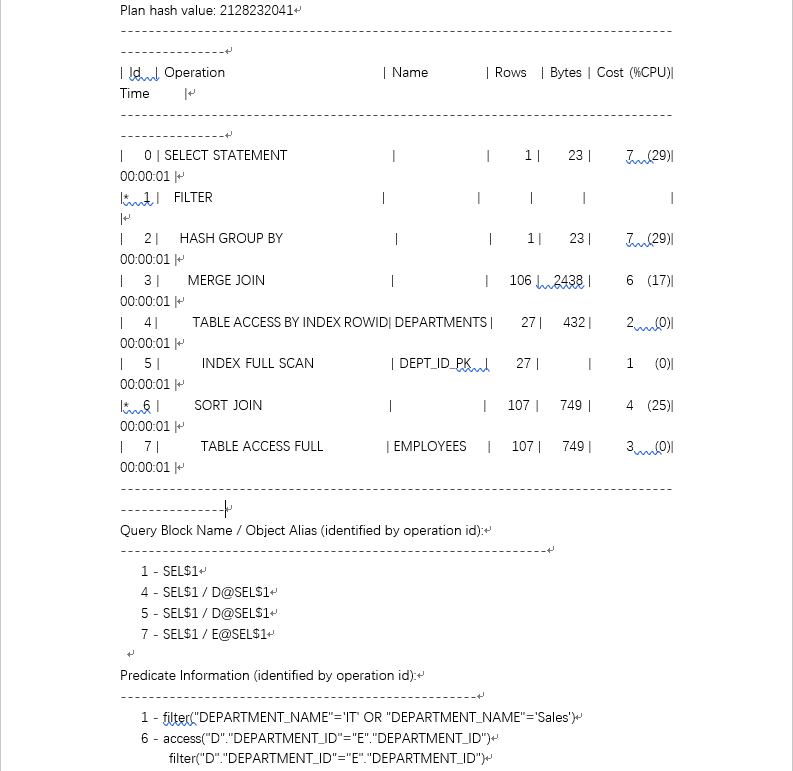 Plan hash value: 2128232041
-------------------------------------------------------------------------------
---------------
| Id | Operation | Name | Rows | Bytes | Cost (%CPU)|
Time |
-------------------------------------------------------------------------------
---------------
| 0 | SELECT STATEMENT | | 1 | 23 | 7 (29)|
00:00:01 |
|* 1 | FILTER | | | | |
|
| 2 | HASH GROUP BY | | 1 | 23 | 7 (29)|
00:00:01 |
| 3 | MERGE JOIN | | 106 | 2438 | 6 (17)|
00:00:01 |
| 4 | TABLE ACCESS BY INDEX ROWID| DEPARTMENTS | 27 | 432 | 2 (0)|
00:00:01 |
| 5 | INDEX FULL SCAN | DEPT_ID_PK | 27 | | 1 (0)|
00:00:01 |
|* 6 | SORT JOIN | | 107 | 749 | 4 (25)|
00:00:01 |
| 7 | TABLE ACCESS FULL | EMPLOYEES | 107 | 749 | 3 (0)|
00:00:01 |
-------------------------------------------------------------------------------
---------------
Query Block Name / Object Alias (identified by operation id):
-------------------------------------------------------------
1 - SEL$1
4 - SEL$1 / D@SEL$1
5 - SEL$1 / D@SEL$1
7 - SEL$1 / E@SEL$1
Predicate Information (identified by operation id):
---------------------------------------------------
1 - filter("DEPARTMENT_NAME"='IT' OR "DEPARTMENT_NAME"='Sales')
6 - access("D"."DEPARTMENT_ID"="E"."DEPARTMENT_ID")
filter("D"."DEPARTMENT_ID"="E"."DEPARTMENT_ID")